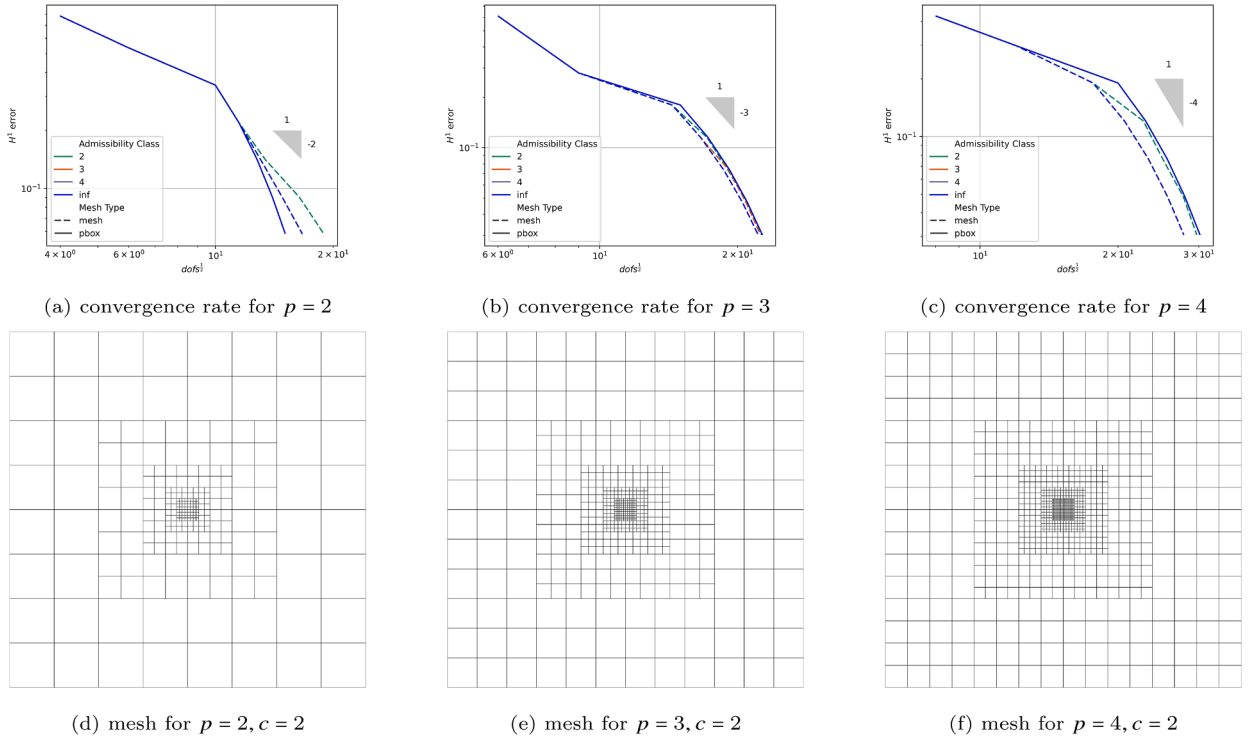 H¹ error
10⁻¹
Admissibility Class
2
3
4
inf
Mesh Type
mesh
pbox
1
-2
4 × 10⁰
6 × 10⁰
10¹
2 × 10¹
(a) convergence rate for p = 2
H¹ error
10⁻¹
Admissibility Class
2
3
4
inf
Mesh Type
mesh
pbox
1
-3
6 × 10⁰
10¹
2 × 10¹
(b) convergence rate for p = 3
H¹ error
10⁻¹
Admissibility Class
2
3
4
inf
Mesh Type
mesh
pbox
1
-4
10¹
2 × 10¹
3 × 10¹
(c) convergence rate for p = 4
(d) mesh for p = 2, c = 2
(e) mesh for p = 3, c = 2
(f) mesh for p = 4, c = 2